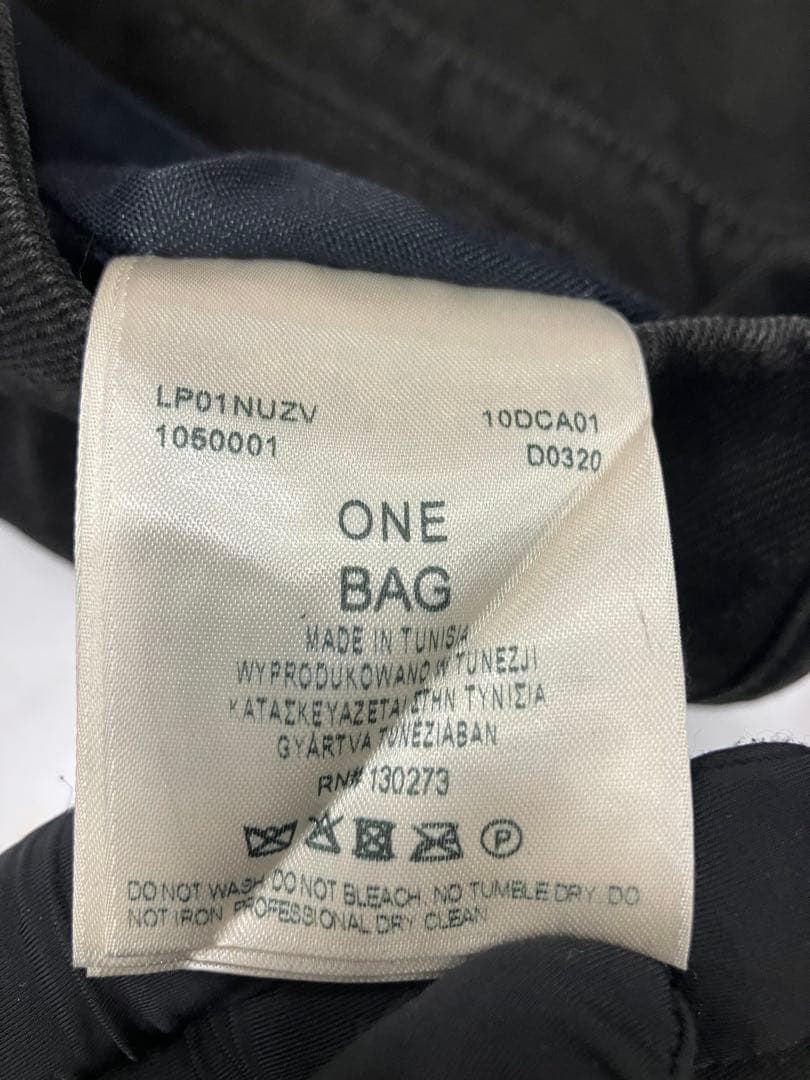 LP01NUZV
1050001
10DCA01
D0320
ONE
BAG
MADE IN TUNISIA
WYPRODUKOWANO W TUNEZJI
ΚΑΤΑΣΚΕΥΑΖΕΤΑΙ ΣΤΗΝ ΤΥΝΙΣΙΑ
GYÁRTVA TUNÉZIÁBAN
RN# 130273
P
DO NOT WASH DO NOT BLEACH, NO TUMBLE DRY, DO
NOT IRON PROFESSIONAL DRY CLEAN